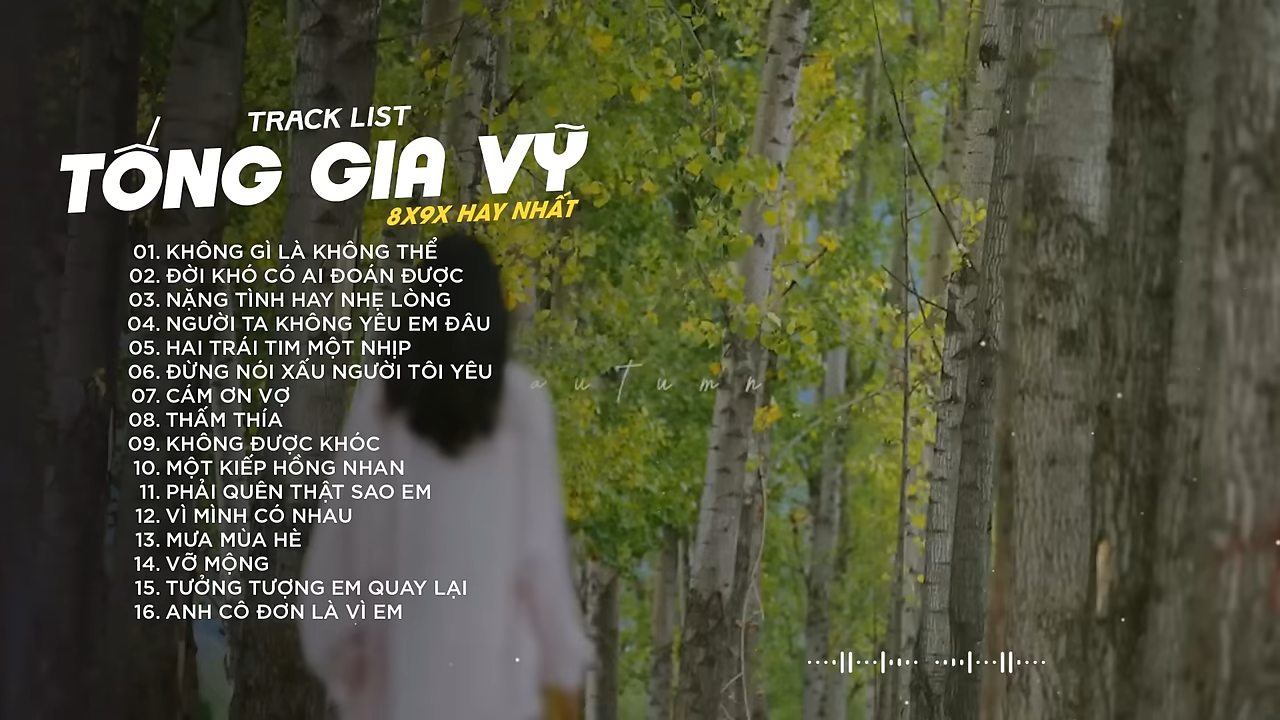 TRACK LIST
TỐNG GIA VỸ
8X9X HAY NHẤT
01. KHÔNG GÌ LÀ KHÔNG THỂ
02. ĐỜI KHÓ CÓ AI ĐOÁN ĐƯỢC
03. NẶNG TÌNH HAY NHẸ LÒNG
04. NGƯỜI TA KHÔNG YÊU EM ĐÂU
05. HAI TRÁI TIM MỘT NHỊP
06. ĐỪNG NÓI XẤU NGƯỜI TÔI YÊU
07. CÁM ƠN VỢ
08. THẤM THÍA
09. KHÔNG ĐƯỢC KHÓC
10. MỘT KIẾP HỒNG NHAN
11. PHẢI QUÊN THẬT SAO EM
12. VÌ MÌNH CÓ NHAU
13. MƯA MÙA HÈ
14. VỠ MỘNG
15. TƯỞNG TƯỢNG EM QUAY LẠI
16. ANH CÔ ĐƠN LÀ VÌ EM
auTumn